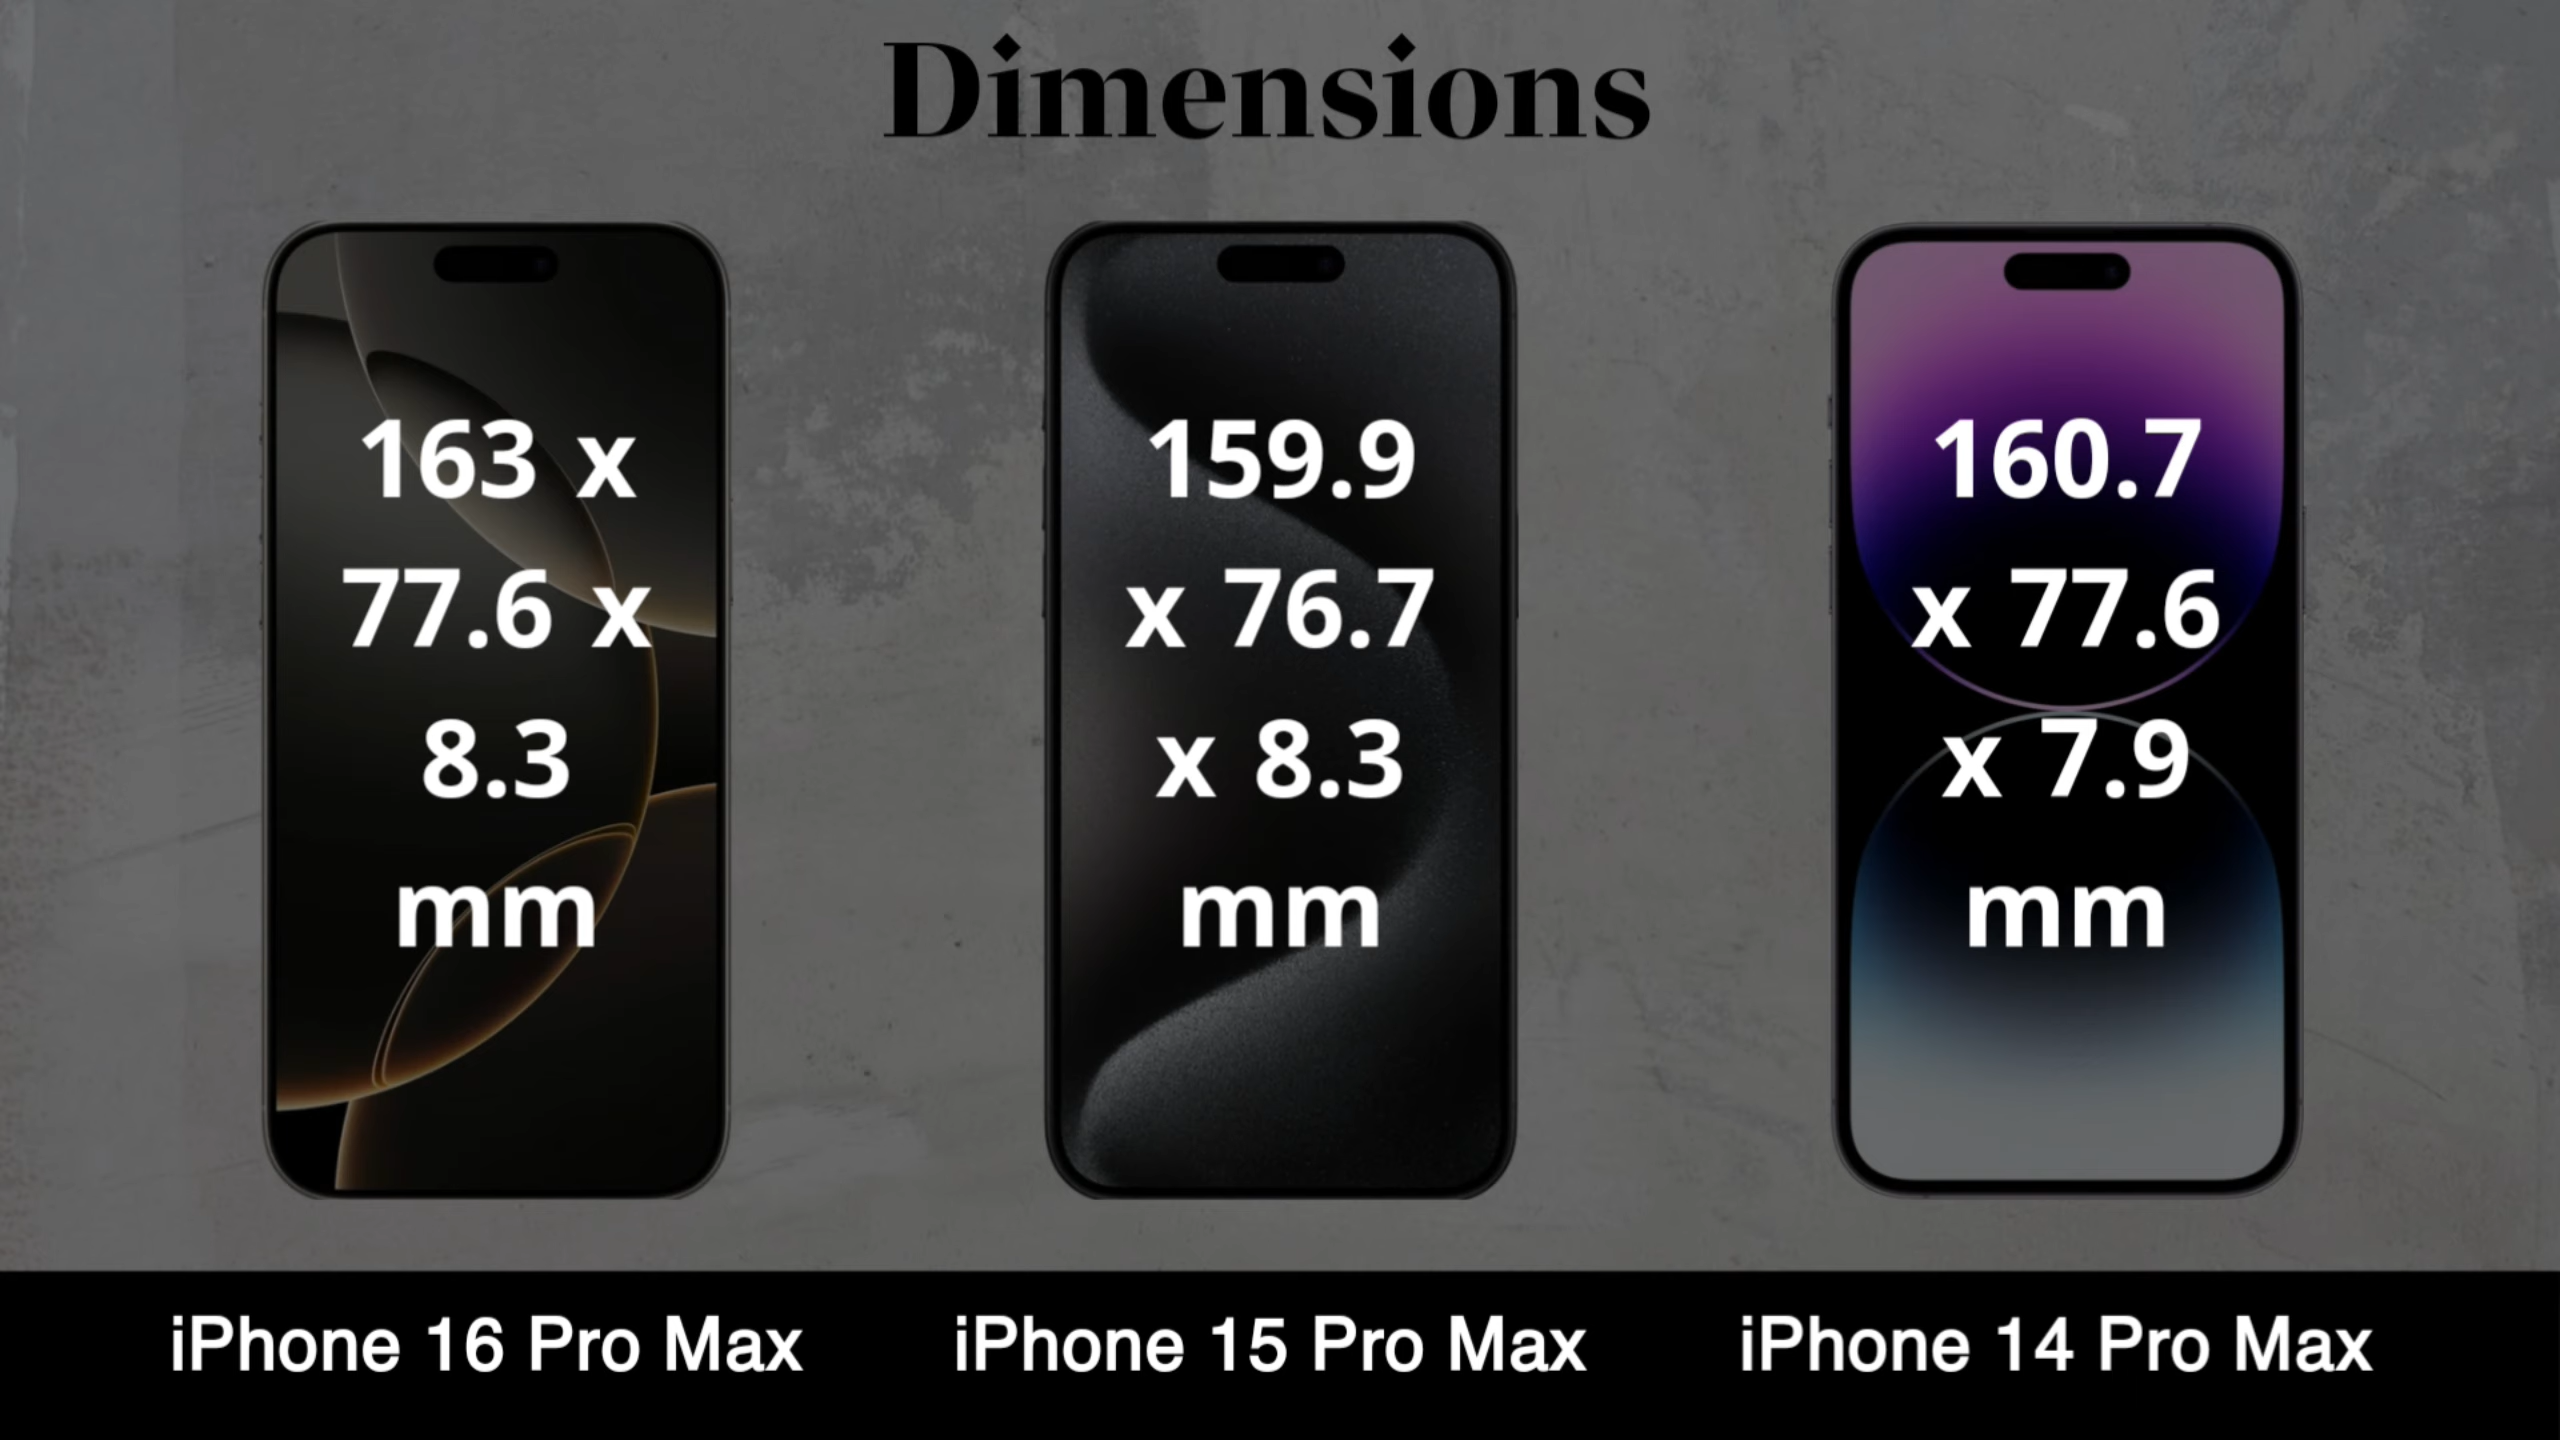 Dimensions
163 x
77.6 x
8.3
mm
159.9
x 76.7
x 8.3
mm
160.7
x 77.6
x 7.9
mm
iPhone 16 Pro Max
iPhone 15 Pro Max
iPhone 14 Pro Max